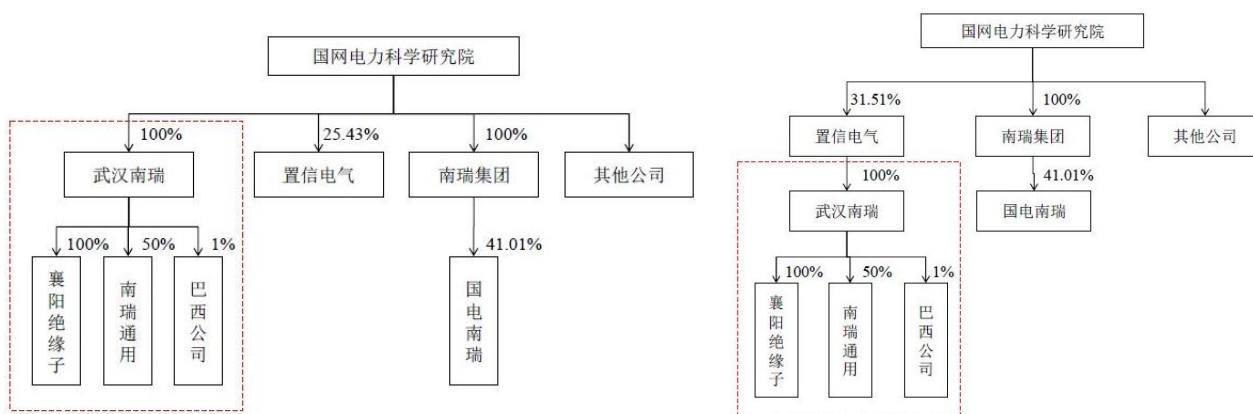 国网电力科学研究院
100%
25.43%
100%
武汉南瑞
置信电气
南瑞集团
其他公司
100%
50%
1%
41.01%
襄阳绝缘子
南瑞通用
巴西公司
国电南瑞
国网电力科学研究院
31.51%
100%
置信电气
南瑞集团
其他公司
100%
41.01%
武汉南瑞
国电南瑞
100%
50%
1%
襄阳绝缘子
南瑞通用
巴西公司